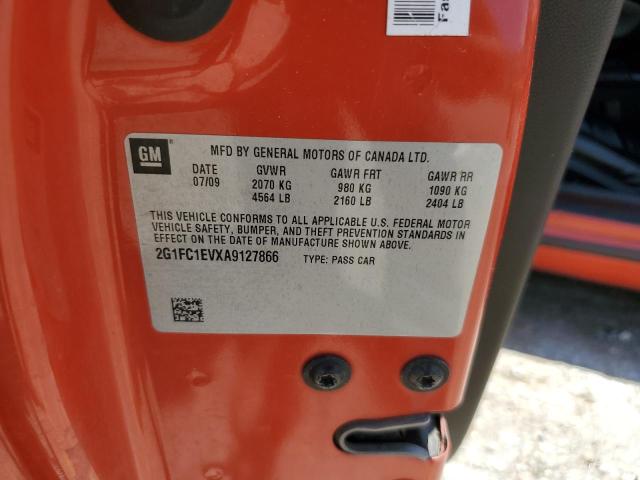 Fas
GM
MFD BY GENERAL MOTORS OF CANADA LTD.
DATE GVWR GAWR FRT GAWR RR
07/09 2070 KG 980 KG 1090 KG
4564 LB 2160 LB 2404 LB
THIS VEHICLE CONFORMS TO ALL APPLICABLE U.S. FEDERAL MOTOR
VEHICLE SAFETY, BUMPER, AND THEFT PREVENTION STANDARDS IN
EFFECT ON THE DATE OF MANUFACTURE SHOWN ABOVE.
2G1FC1EVXA9127866 TYPE: PASS CAR